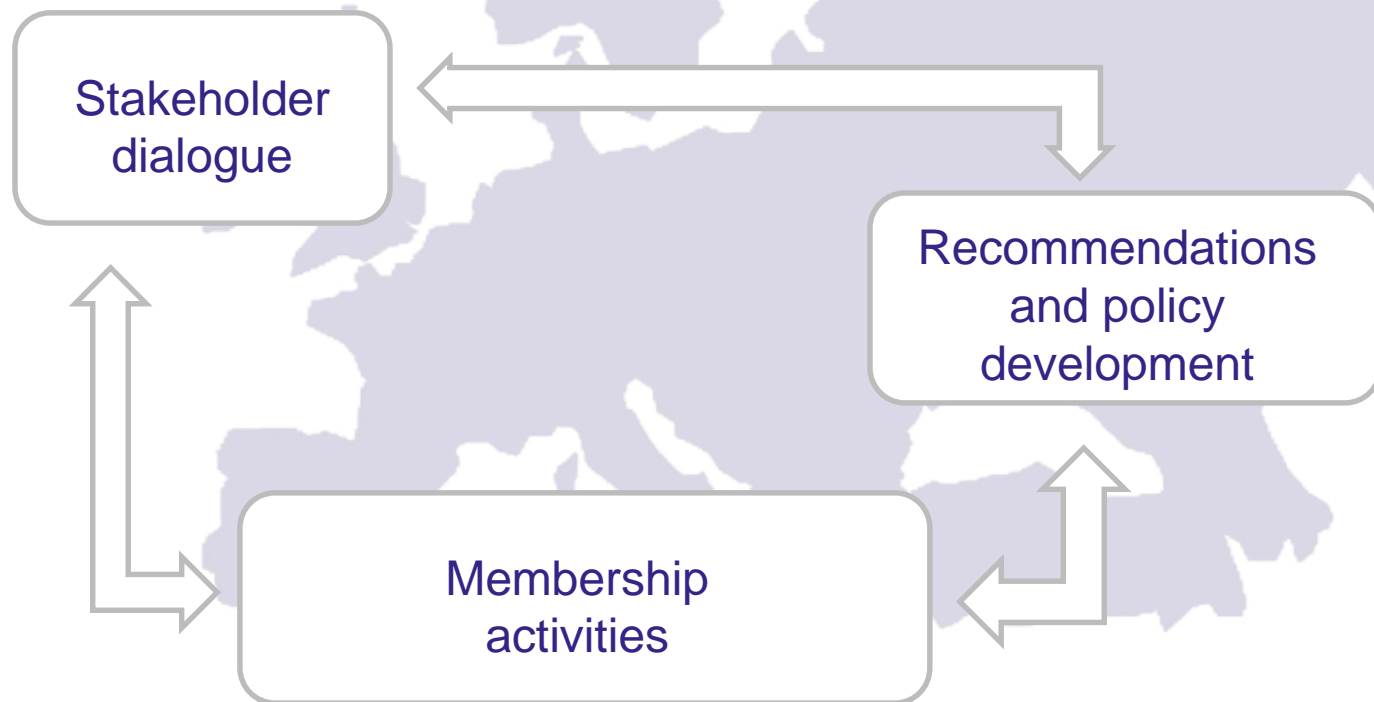 Stakeholder
dialogue
Recommendations
and policy
development
Membership
activities